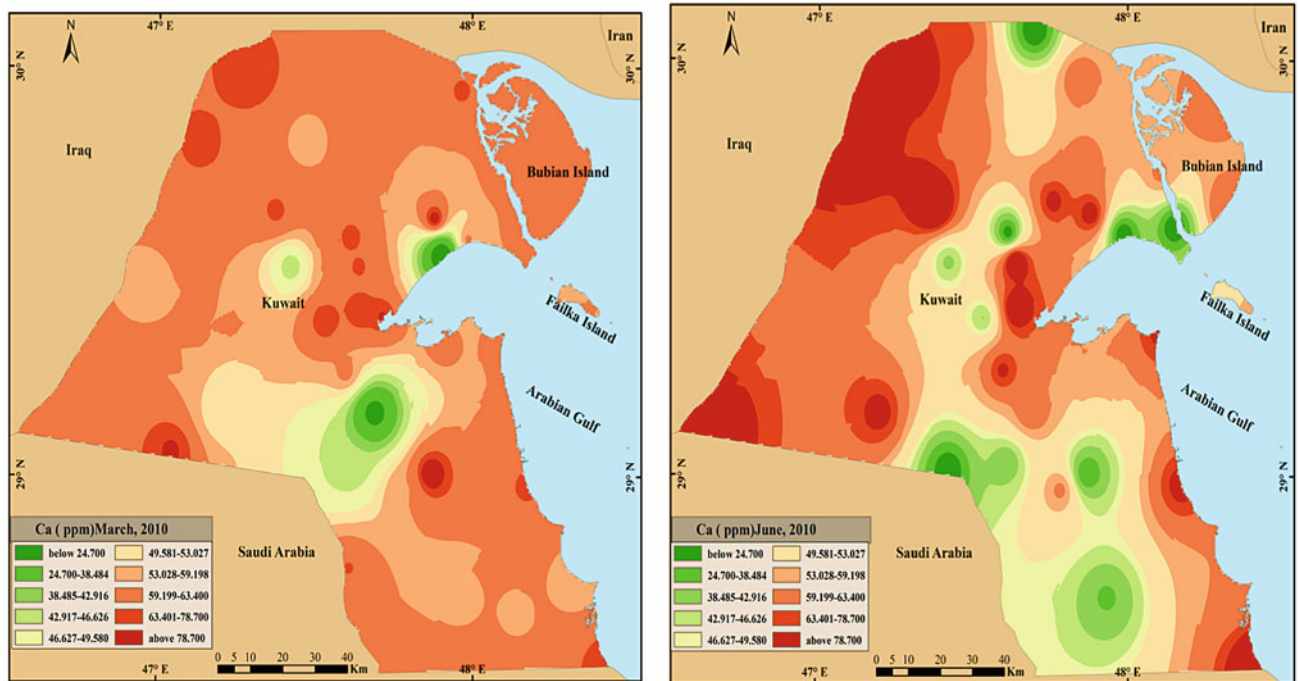 47° E
48° E
N
Iran
30° N
30° N
Iraq
Bubian Island
Kuwait
Failka Island
Arabian Gulf
29° N
29° N
Saudi Arabia
Ca ( ppm)March, 2010
below 24.700
49.581-53.027
24.700-38.484
53.028-59.198
38.485-42.916
59.199-63.400
42.917-46.626
63.401-78.700
46.627-49.580
above 78.700
0 5 10 20 30 40
Km
47° E
48° E
47° E
48° E
N
Iran
30° N
30° N
Iraq
Bubian Island
Kuwait
Failka Island
Arabian Gulf
29° N
29° N
Saudi Arabia
Ca ( ppm)June, 2010
below 24.700
49.581-53.027
24.700-38.484
53.028-59.198
38.485-42.916
59.199-63.400
42.917-46.626
63.401-78.700
46.627-49.580
above 78.700
0 5 10 20 30 40
Km
47° E
48° E